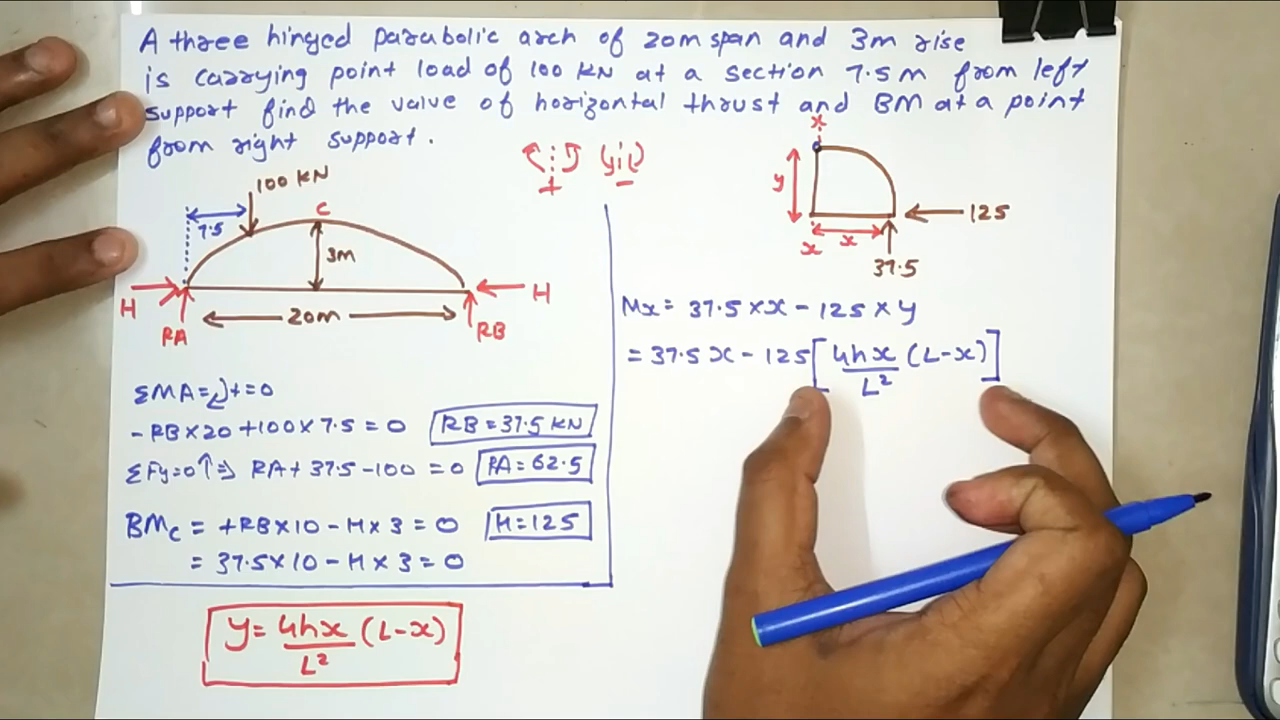 A three hinged parabolic arch of 20m span and 3m rise
is carrying point load of 100 KN at a section 7.5 m from left
support find the value of horizontal thrust and BM at a point
from right support.
100 KN
7.5
C
3m
H
H
20m
RA
RB
+
-
x
y
x
x
125
37.5
ΣMA=↻+=0
-RB×20+100×7.5=0
RB=37.5 KN
ΣFy=0↑⇒ RA+37.5-100=0
RA=62.5
BMc = +RB×10-H×3=0
H=125
= 37.5×10-H×3=0
y=4hx/L²(L-x)
Mx= 37.5×x-125×y
= 37.5x-125[4hx/L²(L-x)]